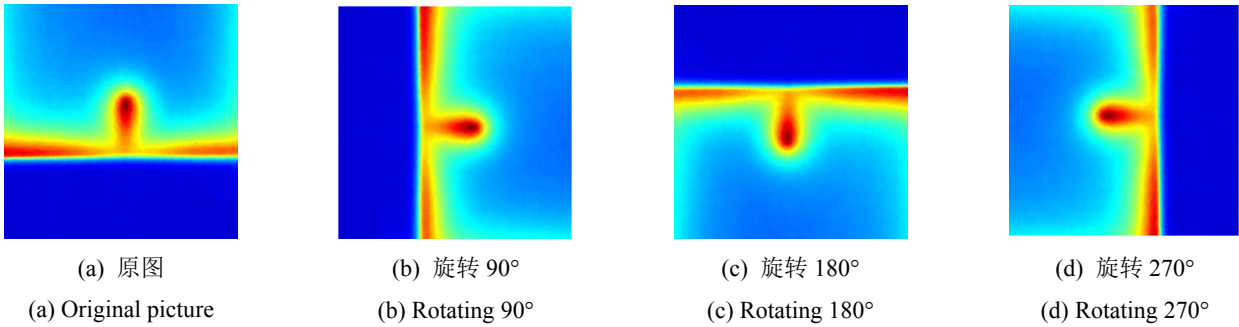 (a) 原图
(b) 旋转 90°
(c) 旋转 180°
(d) 旋转 270°
(a) Original picture
(b) Rotating 90°
(c) Rotating 180°
(d) Rotating 270°